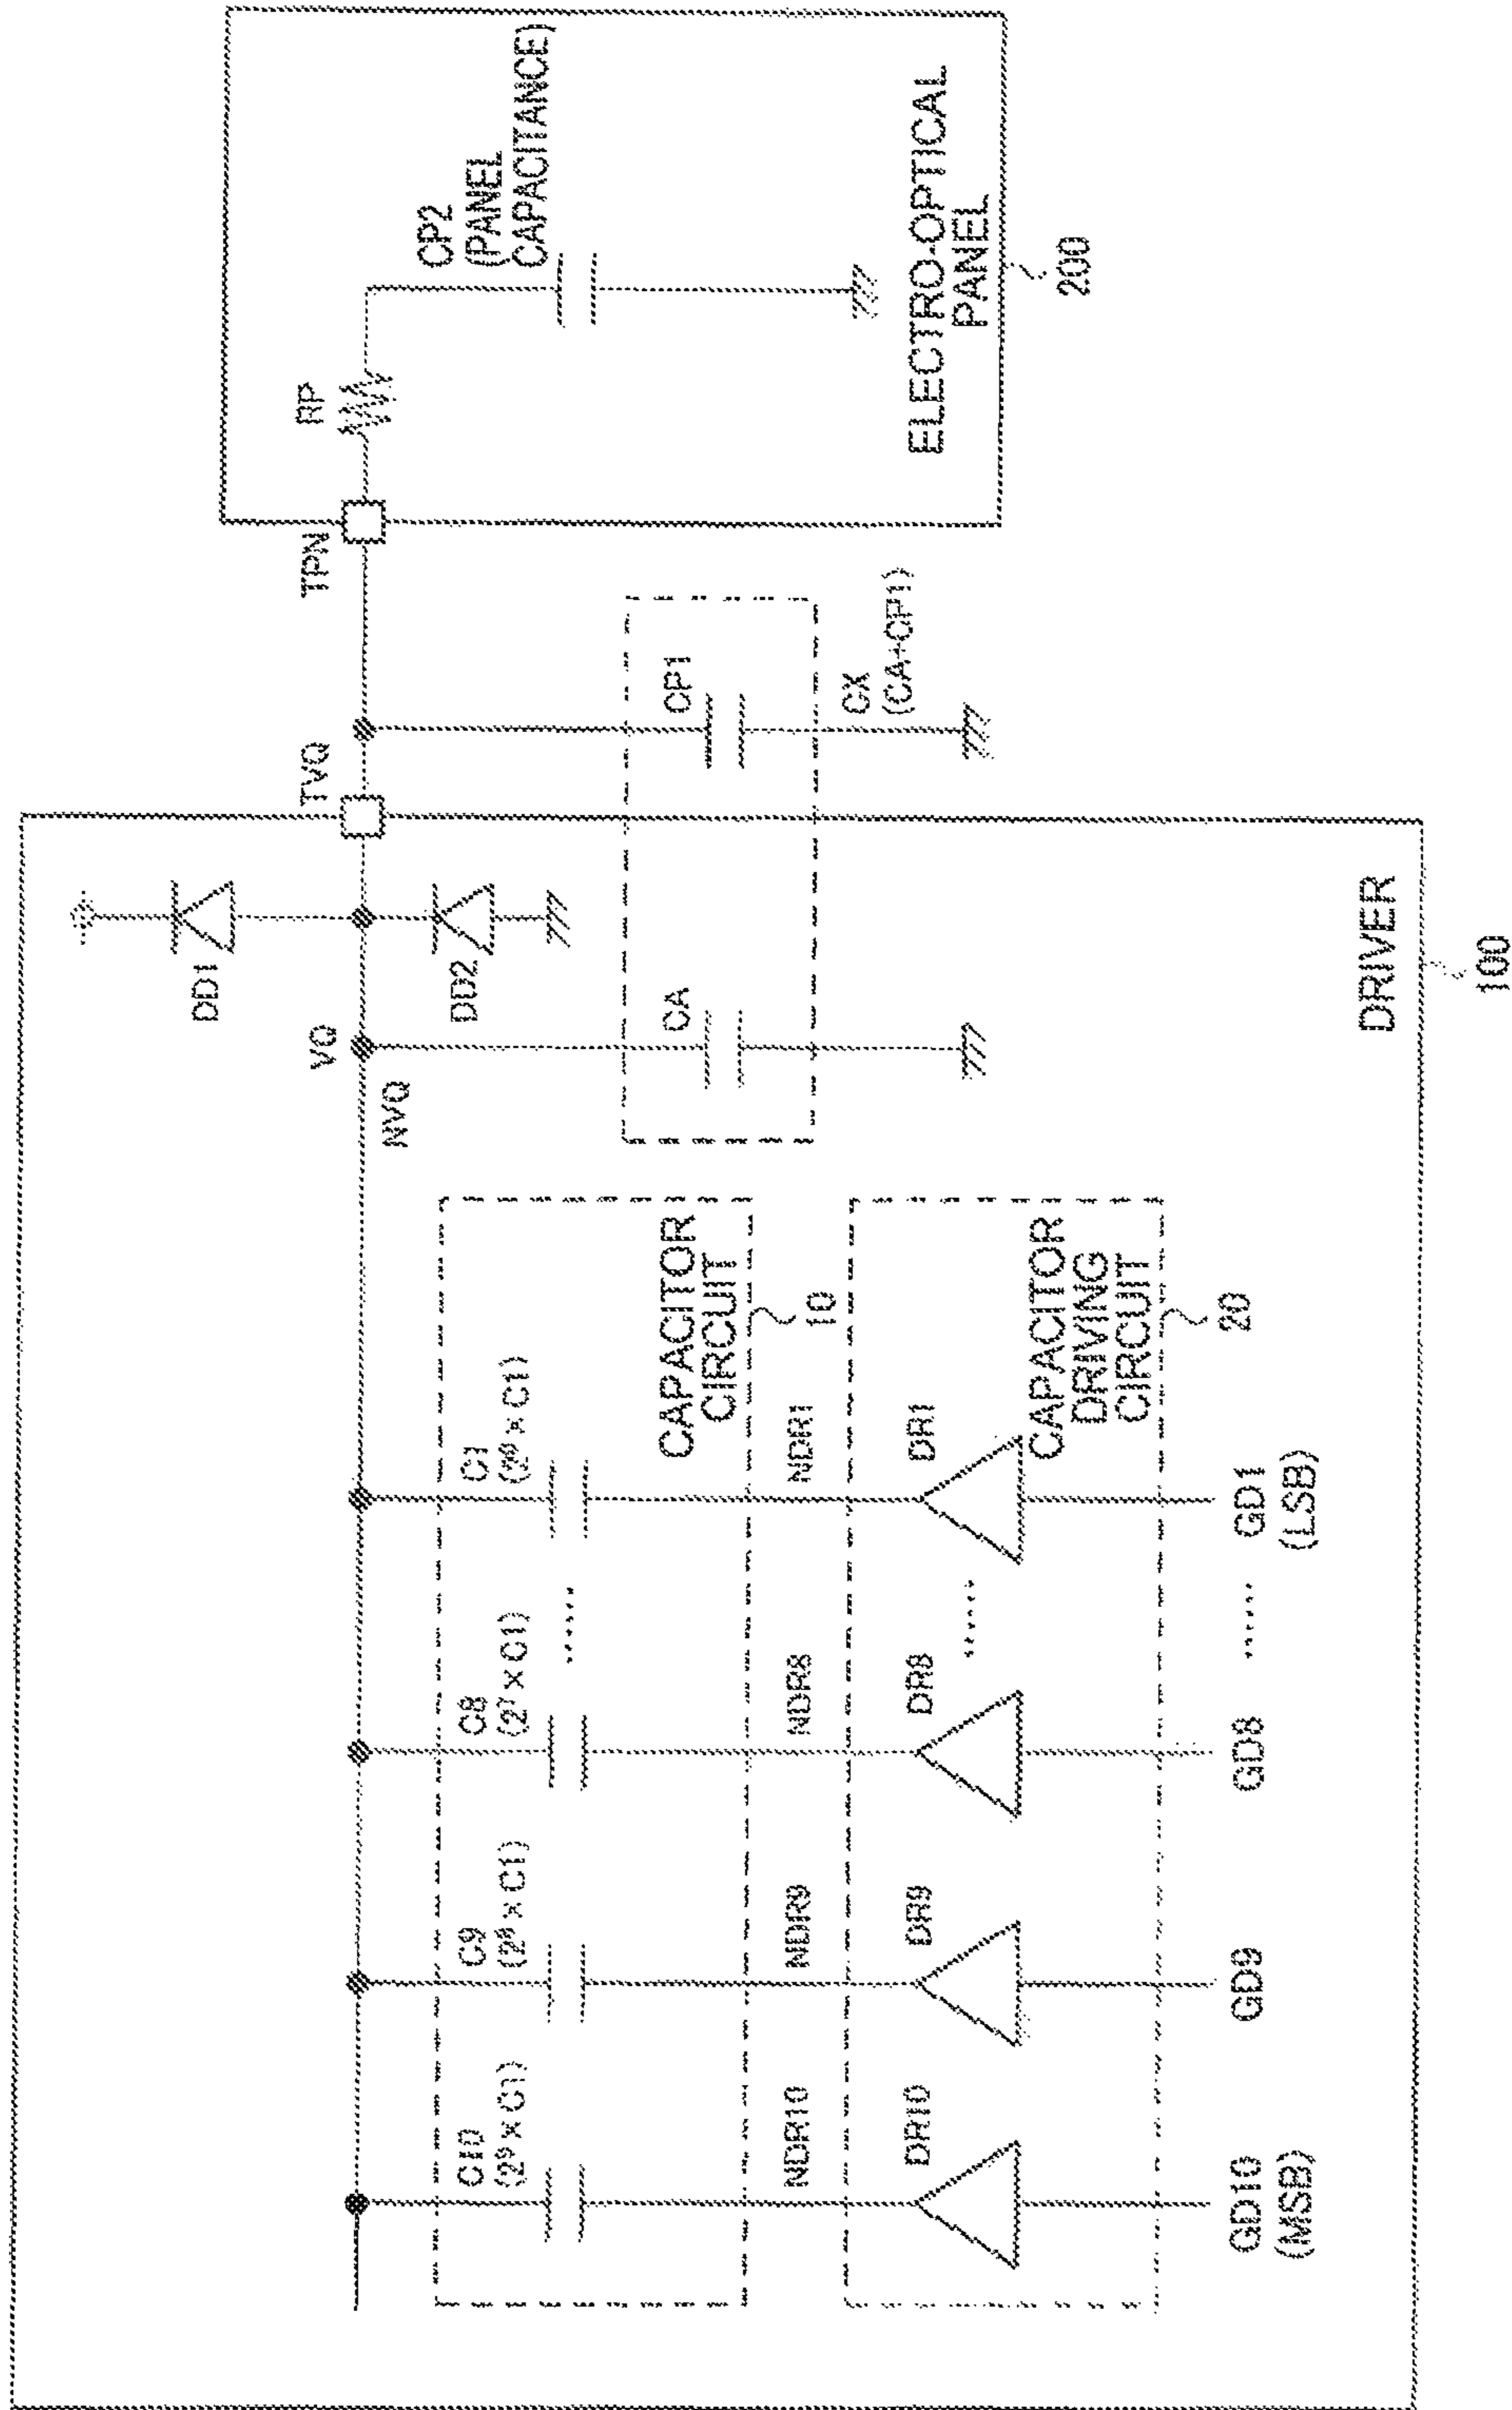 DD1
VQ
TVQ
TPN
RP
NVQ
DD2
CP2
(PANEL
CAPACITANCE)
C10
(2⁹×C1)
C9
(2⁸×C1)
C8
(2⁷×C1)
......
C1
(2⁰×C1)
CAPACITOR
CIRCUIT
10
CA
CP1
CX
(CA+CP1)
NDR10
NDR9
NDR8
NDR1
DR10
DR9
DR8
......
DR1
CAPACITOR
DRIVING
CIRCUIT
20
ELECTRO-OPTICAL
PANEL
200
GD10
(MSB)
GD9
GD8
......
GD1
(LSB)
DRIVER
100